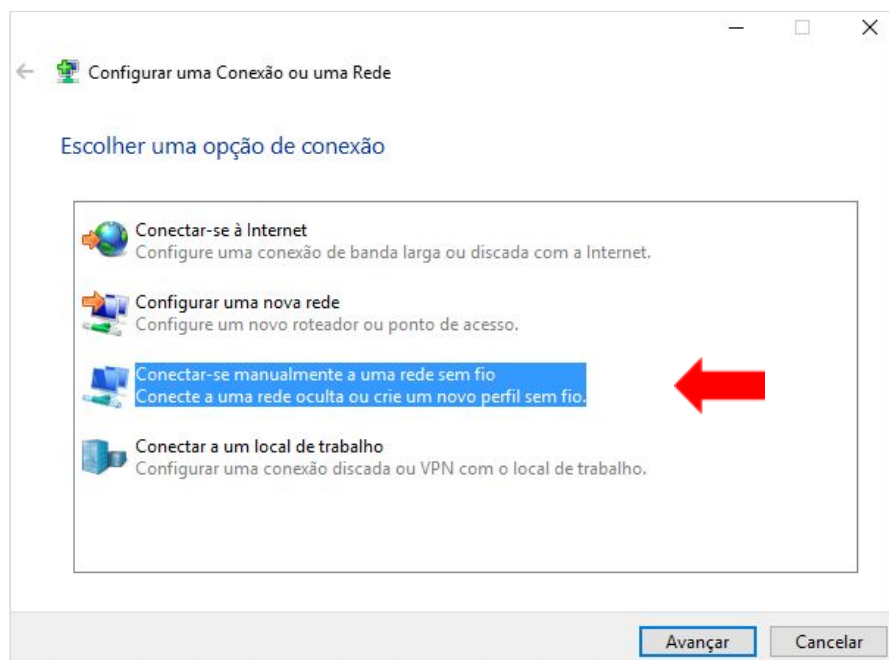 Configurar uma Conexão ou uma Rede
Escolher uma opção de conexão
Conectar-se à Internet
Configure uma conexão de banda larga ou discada com a Internet.
Configurar uma nova rede
Configure um novo roteador ou ponto de acesso.
Conectar-se manualmente a uma rede sem fio
Conecte a uma rede oculta ou crie um novo perfil sem fio.
Conectar a um local de trabalho
Configurar uma conexão discada ou VPN com o local de trabalho.
Avançar
Cancelar